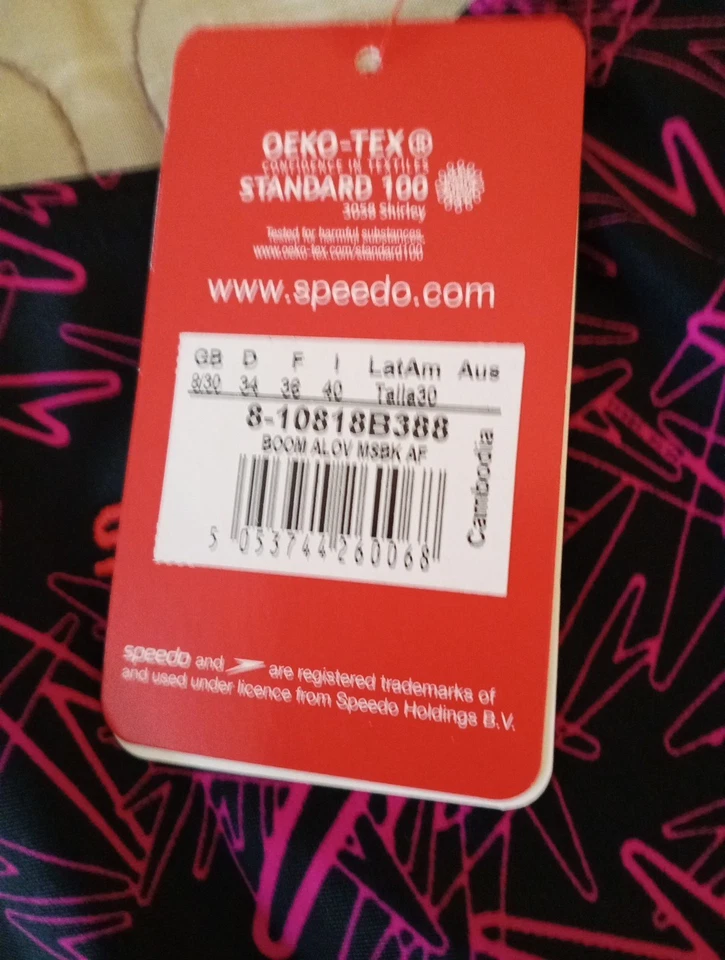 OEKO-TEX®
CONFIDENCE IN TEXTILES
STANDARD 100
3058 Shirley
Tested for harmful substances.
www.oeko-tex.com/standard100
www.speedo.com
GB D F I LatAm Aus
8/30 34 36 40 Talla30
8-10818B388
BOOM ALOV MSBK AF
Cambodia
5 053744 260068
speedo and are registered trademarks of
and used under licence from Speedo Holdings B.V.